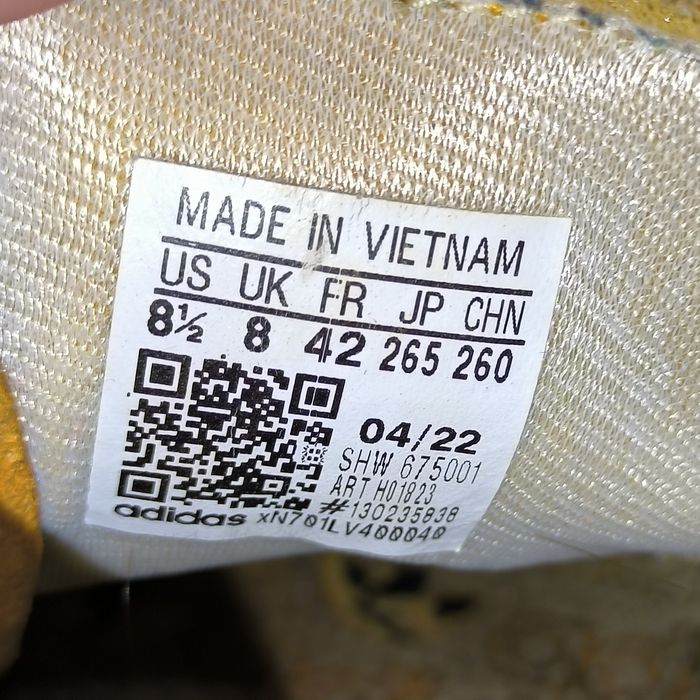 MADE IN VIETNAM
US UK FR JP CHN
8½ 8 42 265 260
04/22
SHW 675001
ART H01823
#130235838
adidas xN701LV400040